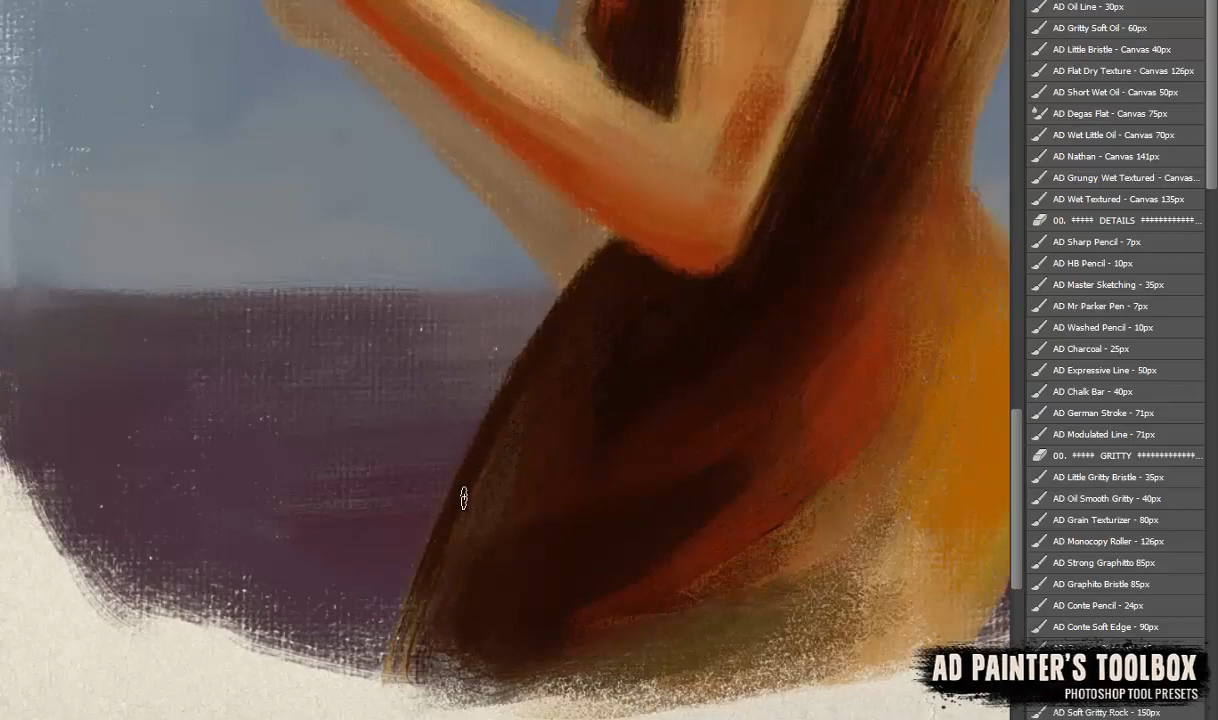 AD Oil Line - 30px
AD Gritty Soft Oil - 60px
AD Little Bristle - Canvas 40px
AD Flat Dry Texture - Canvas 126px
AD Short Wet Oil - Canvas 50px
AD Degas Flat - Canvas 75px
AD Wet Little Oil - Canvas 70px
AD Nathan - Canvas 141px
AD Grungy Wet Textured - Canvas...
AD Wet Textured - Canvas 135px
00. ***** DETAILS ************...
AD Sharp Pencil - 7px
AD HB Pencil - 10px
AD Master Sketching - 35px
AD Mr Parker Pen - 7px
AD Washed Pencil - 10px
AD Charcoal - 25px
AD Expressive Line - 50px
AD Chalk Bar - 40px
AD German Stroke - 71px
AD Modulated Line - 71px
00. ***** GRITTY *************...
AD Little Gritty Bristle - 35px
AD Oil Smooth Gritty - 40px
AD Grain Texturizer - 80px
AD Monocopy Roller - 126px
AD Strong Graphitto 85px
AD Graphito Bristle 85px
AD Conte Pencil - 24px
AD Conte Soft Edge - 90px
AD PAINTER'S TOOLBOX
PHOTOSHOP TOOL PRESETS
AD Soft Gritty Rock - 150px